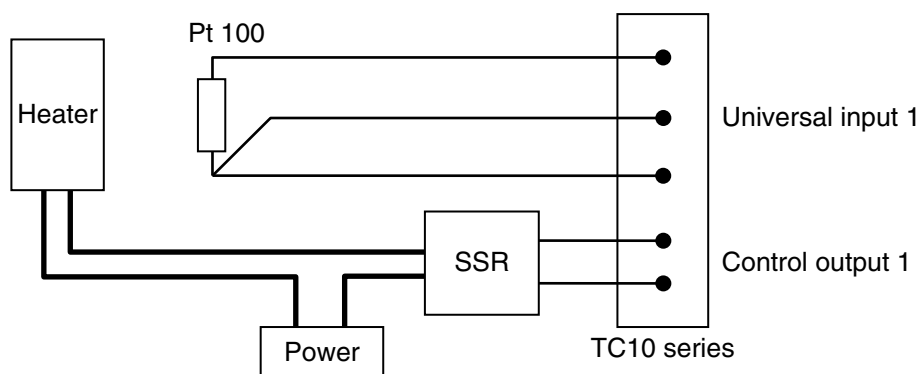 Pt 100
Heater
Universal input 1
SSR
Control output 1
Power
TC10 series